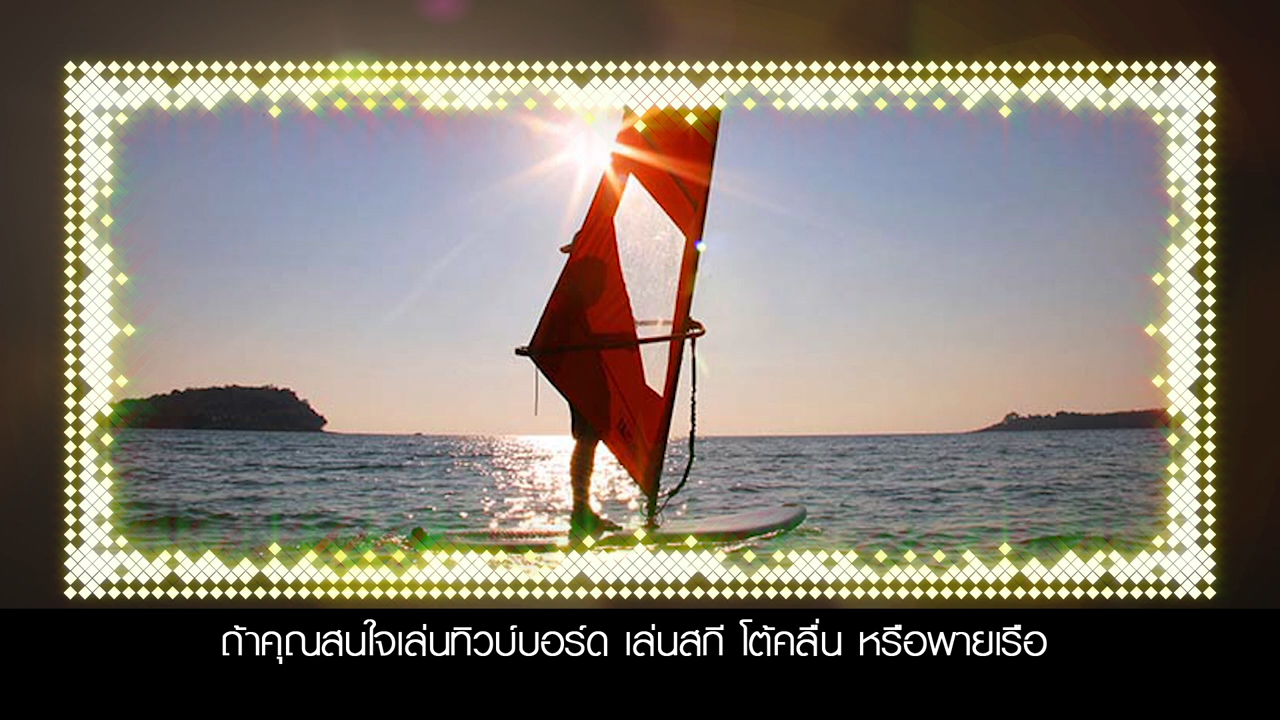 ถ้าคุณสนใจเล่นทิวบ์บอร์ด เล่นสกี โต้คลื่น หรือพายเรือ